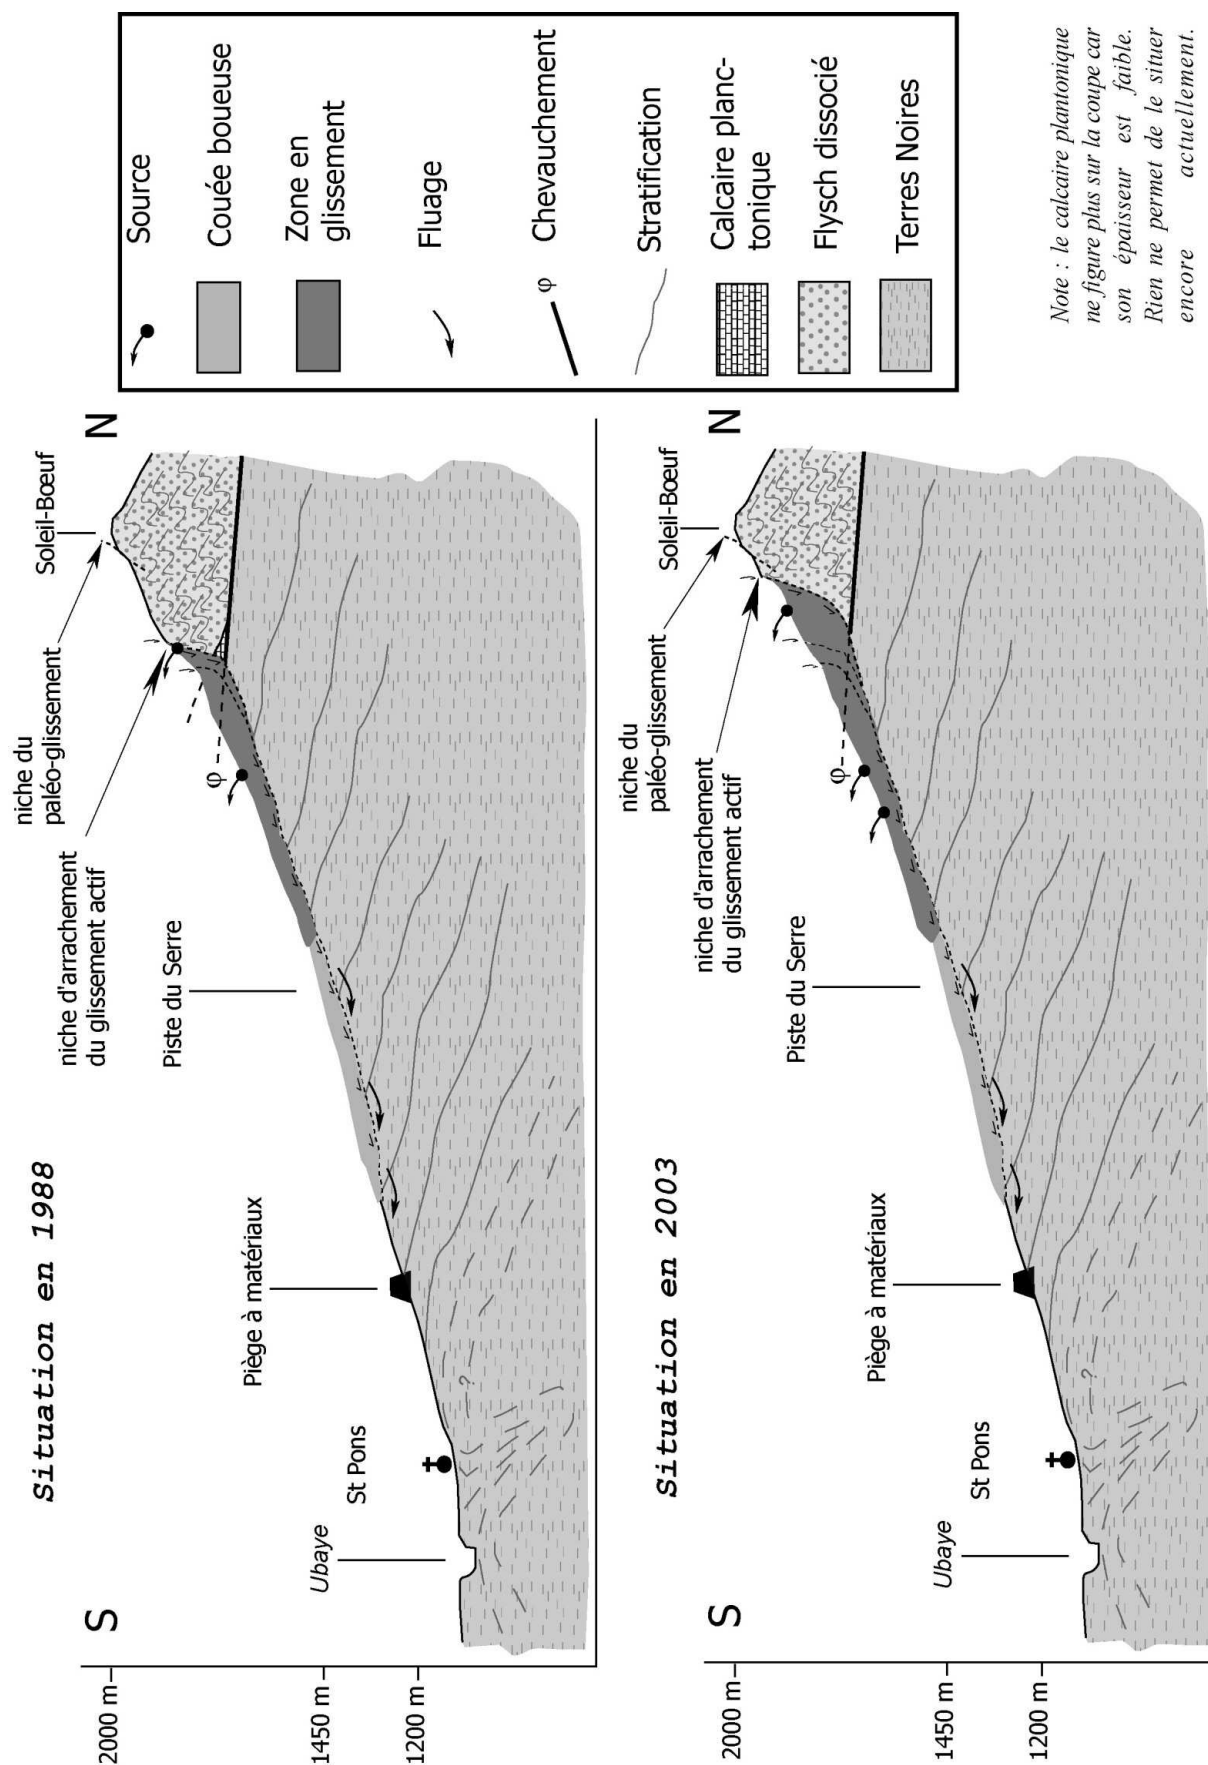 Situation en 1988
S
N
2000 m
1450 m
1200 m
Ubaye
St Pons
Piège à matériaux
Piste du Serre
niche d'arrachement
du glissement actif
niche du
paléo-glissement
Soleil-Bœuf
φ
?
Situation en 2003
S
N
2000 m
1450 m
1200 m
Ubaye
St Pons
Piège à matériaux
Piste du Serre
niche d'arrachement
du glissement actif
niche du
paléo-glissement
Soleil-Bœuf
φ
?
Source
Couée boueuse
Zone en
glissement
Fluage
φ
Chevauchement
Stratification
Calcaire planc-
tonique
Flysch dissocié
Terres Noires
Note : le calcaire plantonique
ne figure plus sur la coupe car
son épaisseur est faible.
Rien ne permet de le situer
encore actuellement.